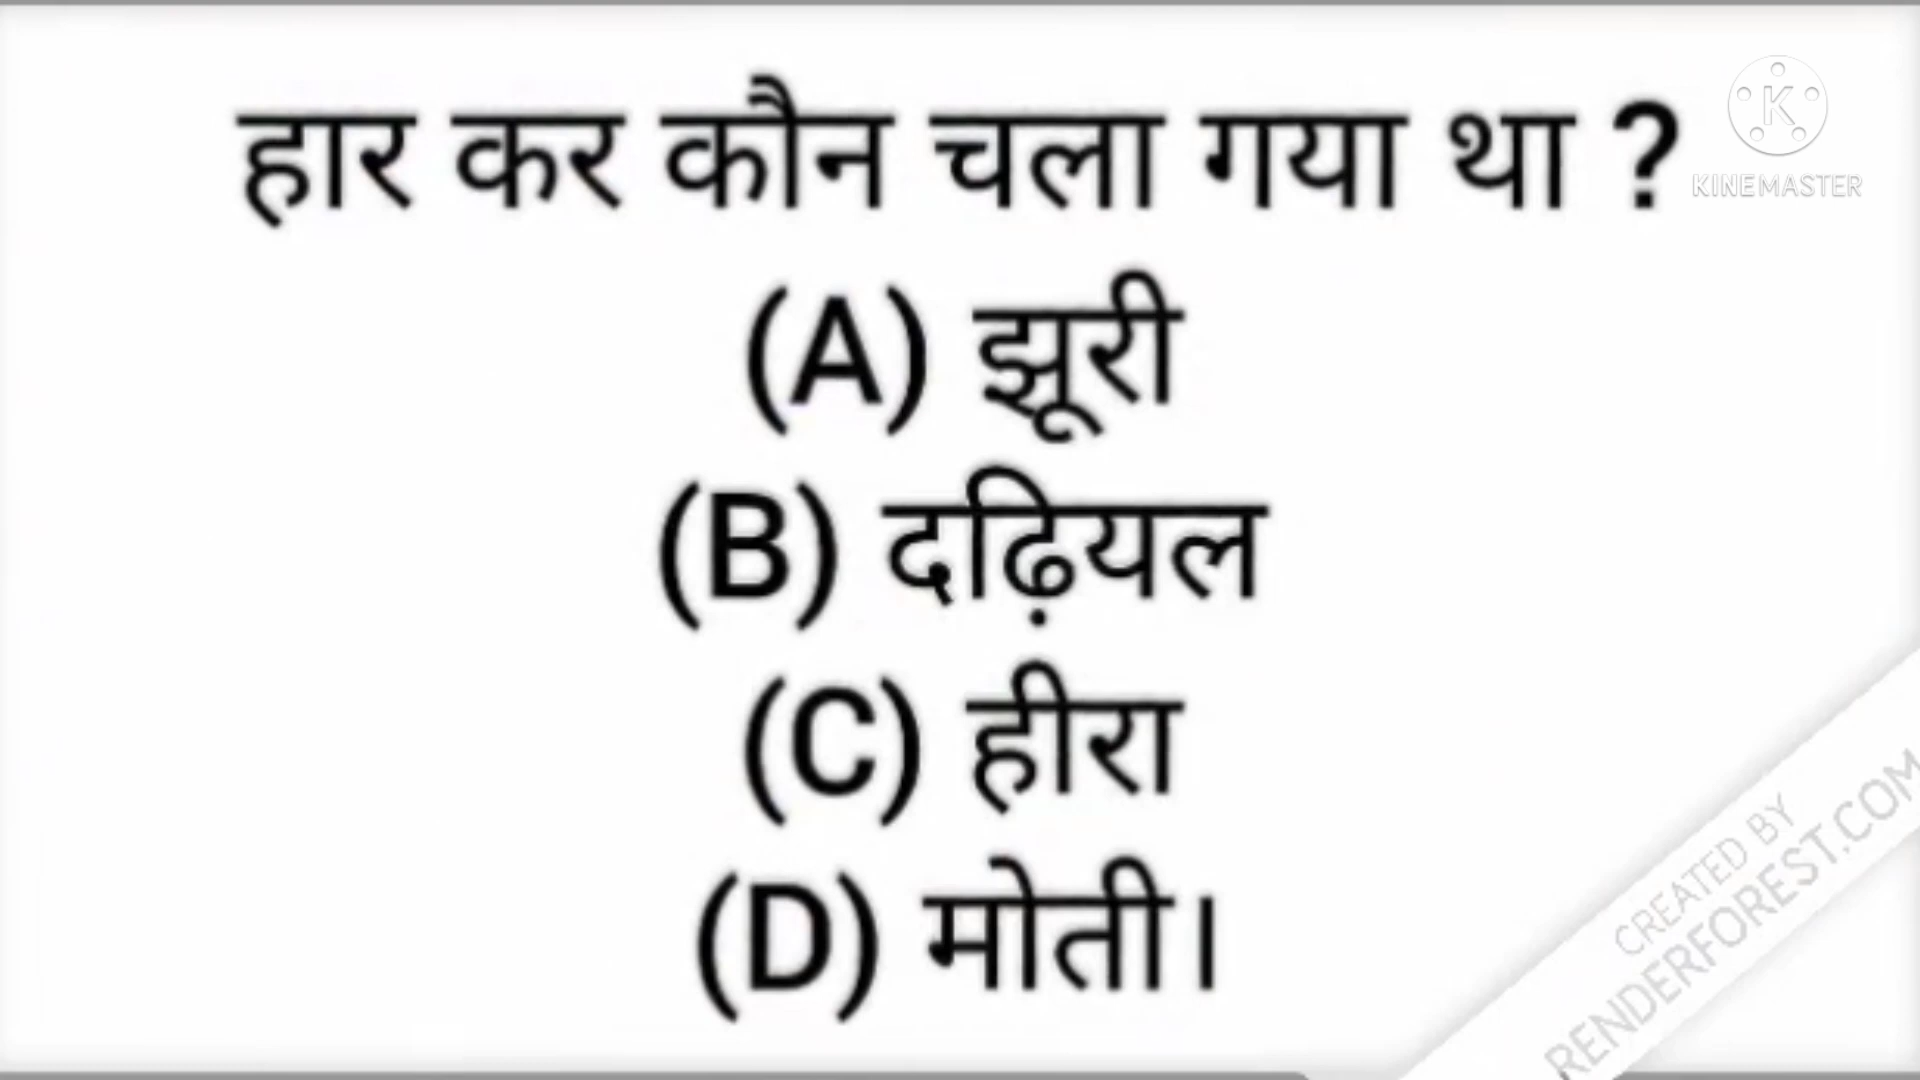 हार कर कौन चला गया था ?
KINEMASTER
(A) झूरी
(B) दढ़ियल
(C) हीरा
(D) मोती।
CREATED BY
RENDERFOREST.COM